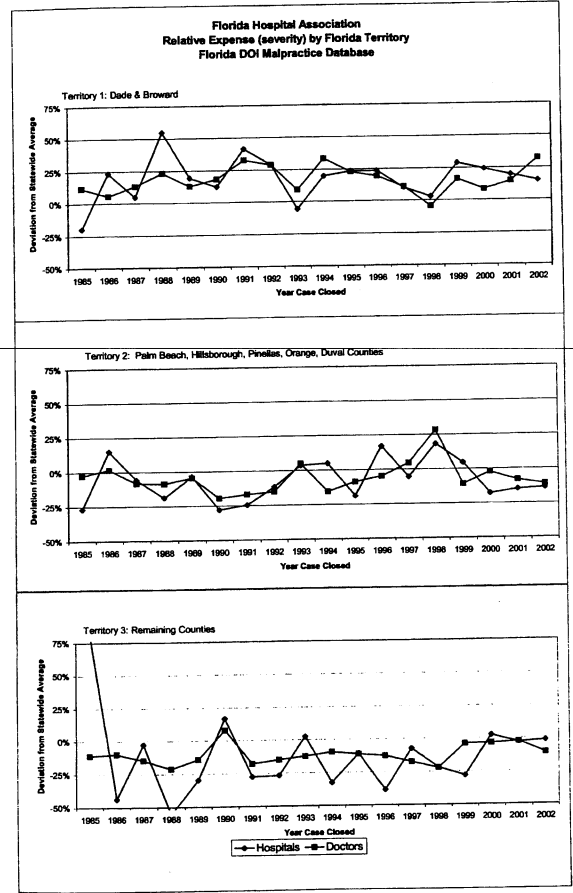 Florida Hospital Association
Relative Expense (severity) by Florida Territory
Florida DOI Malpractice Database
Territory 1: Dade & Broward
75%
50%
25%
0%
-25%
-50%
Deviation from Statewide Average
1985 1986 1987 1988 1989 1990 1991 1992 1993 1994 1995 1996 1997 1998 1999 2000 2001 2002
Year Case Closed
Territory 2: Palm Beach, Hillsborough, Pinellas, Orange, Duval Counties
75%
50%
25%
0%
-25%
-50%
Deviation from Statewide Average
1985 1986 1987 1988 1989 1990 1991 1992 1993 1994 1995 1996 1997 1998 1999 2000 2001 2002
Year Case Closed
Territory 3: Remaining Counties
75%
50%
25%
0%
-25%
-50%
Deviation from Statewide Average
1985 1986 1987 1988 1989 1990 1991 1992 1993 1994 1995 1996 1997 1998 1999 2000 2001 2002
Year Case Closed
Hospitals Doctors